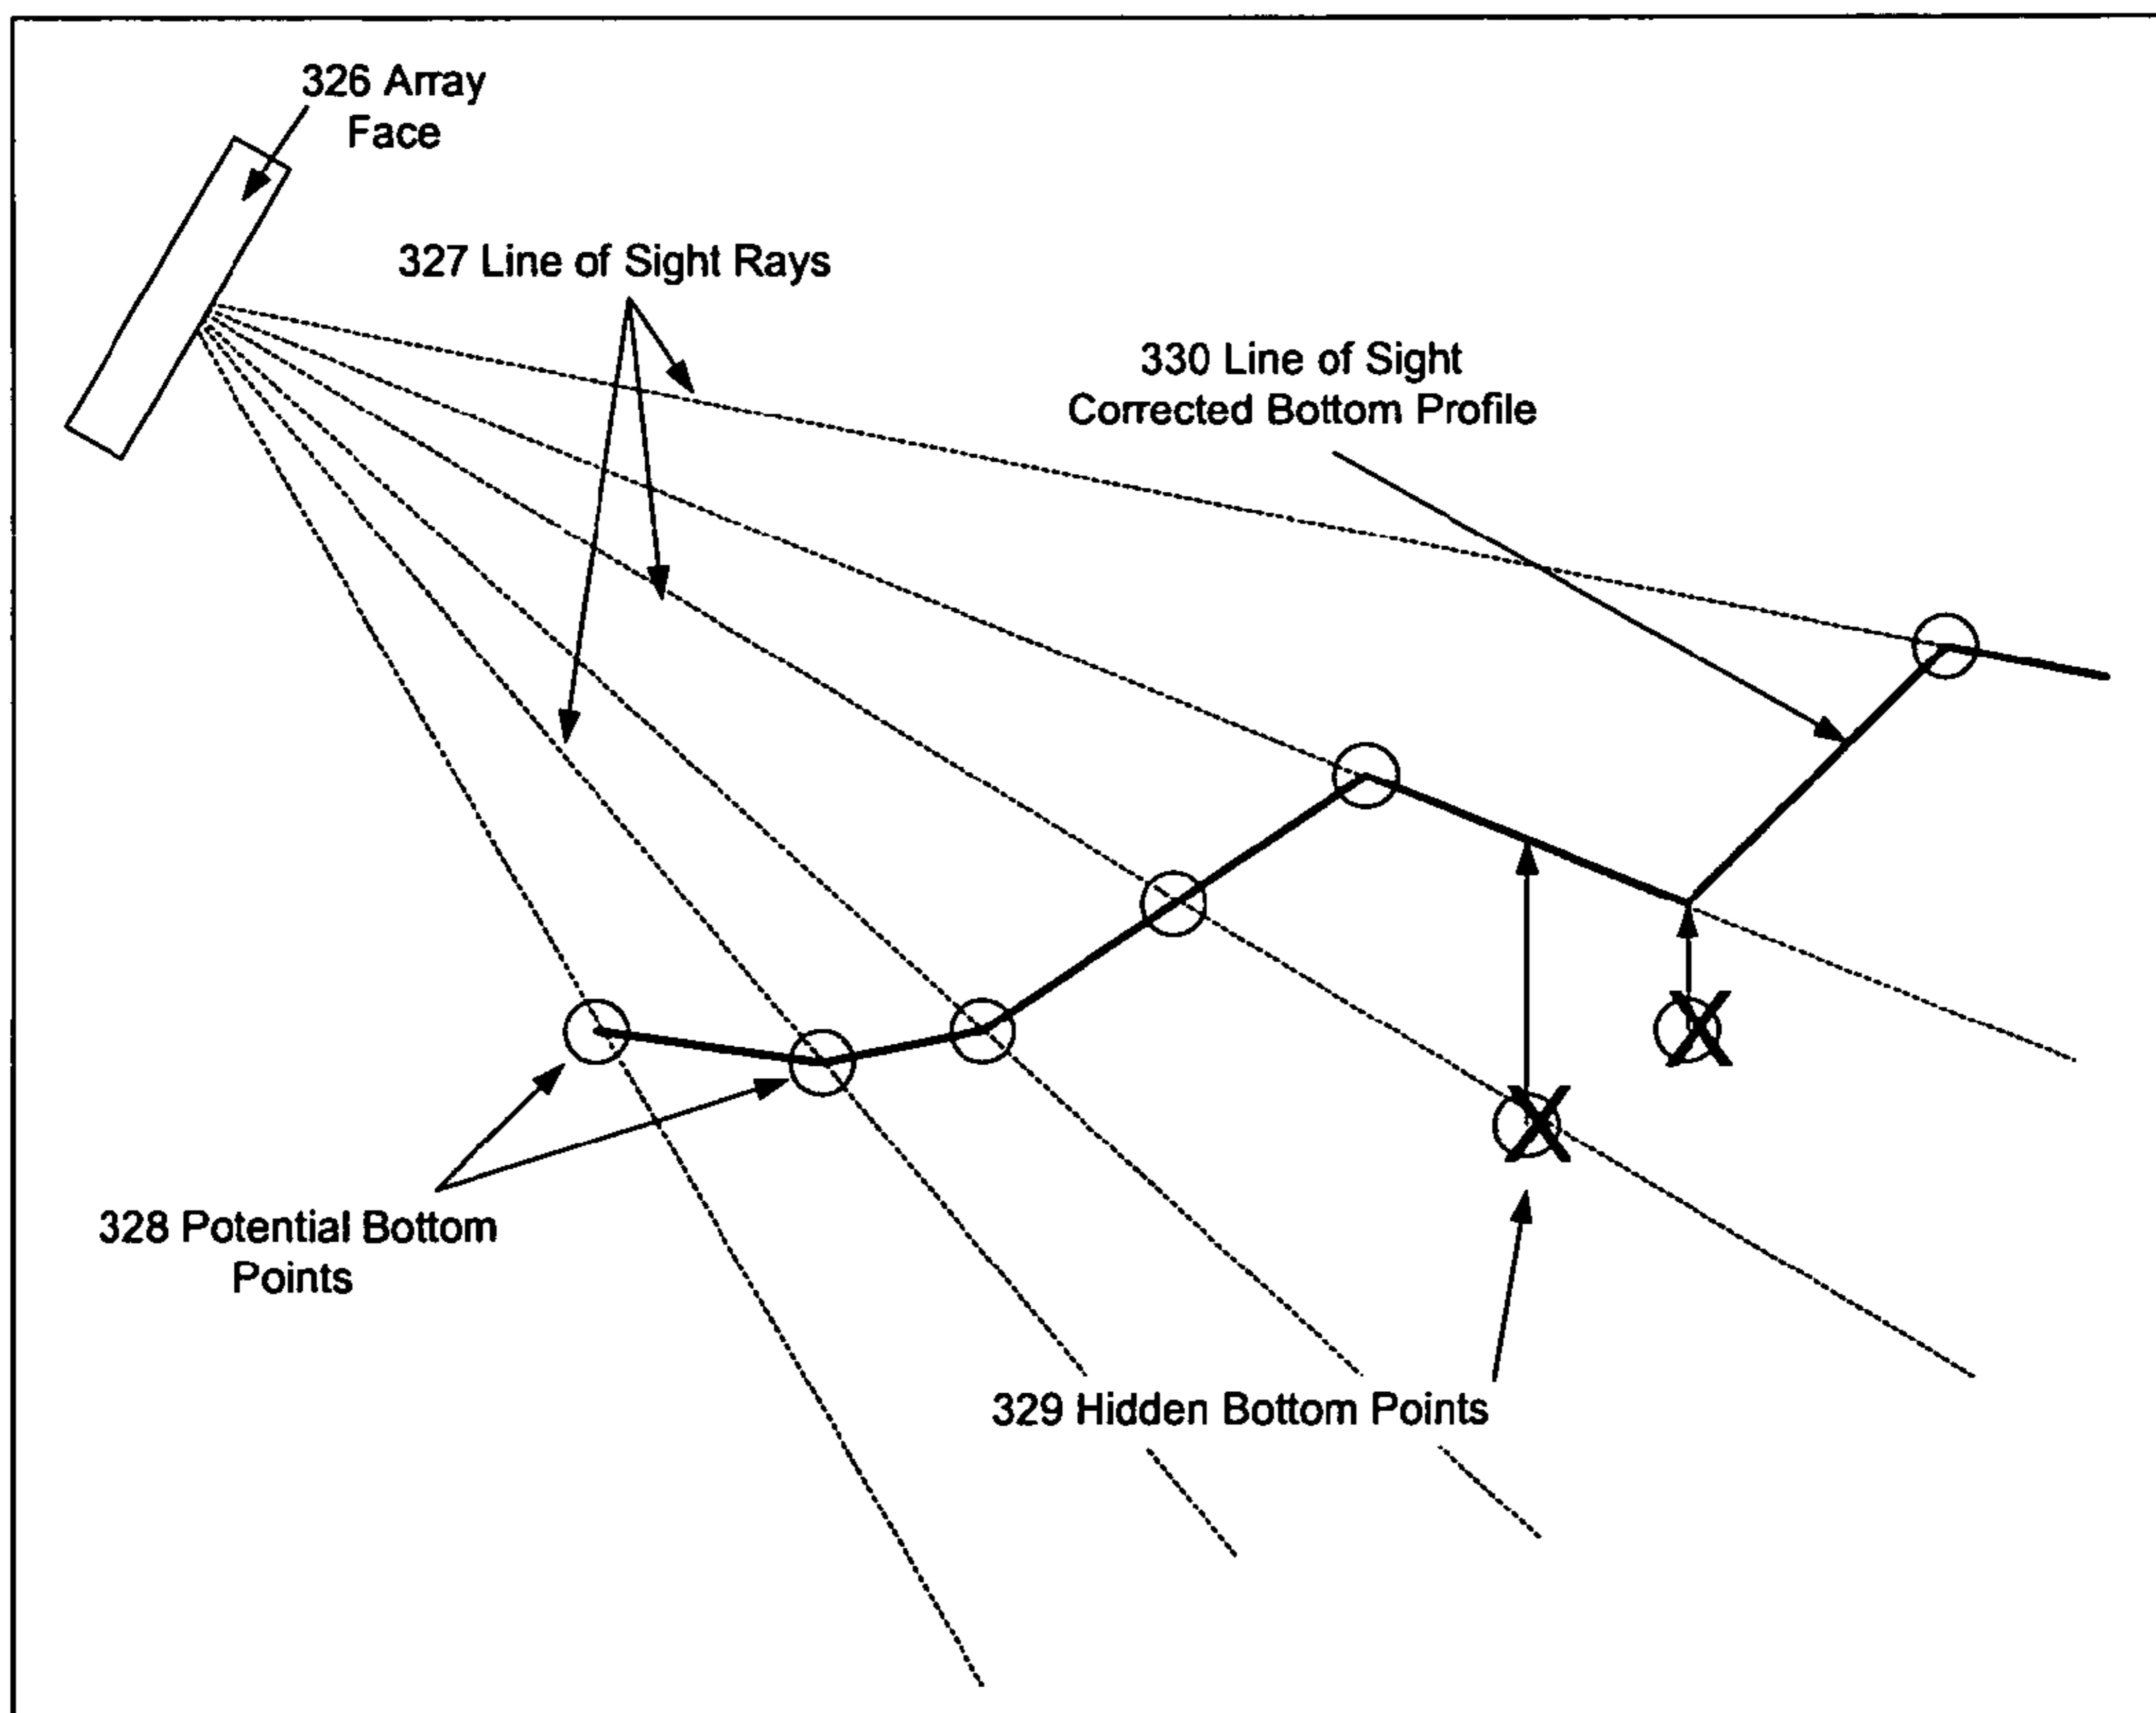 326 Array
Face
327 Line of Sight Rays
330 Line of Sight
Corrected Bottom Profile
328 Potential Bottom
Points
329 Hidden Bottom Points